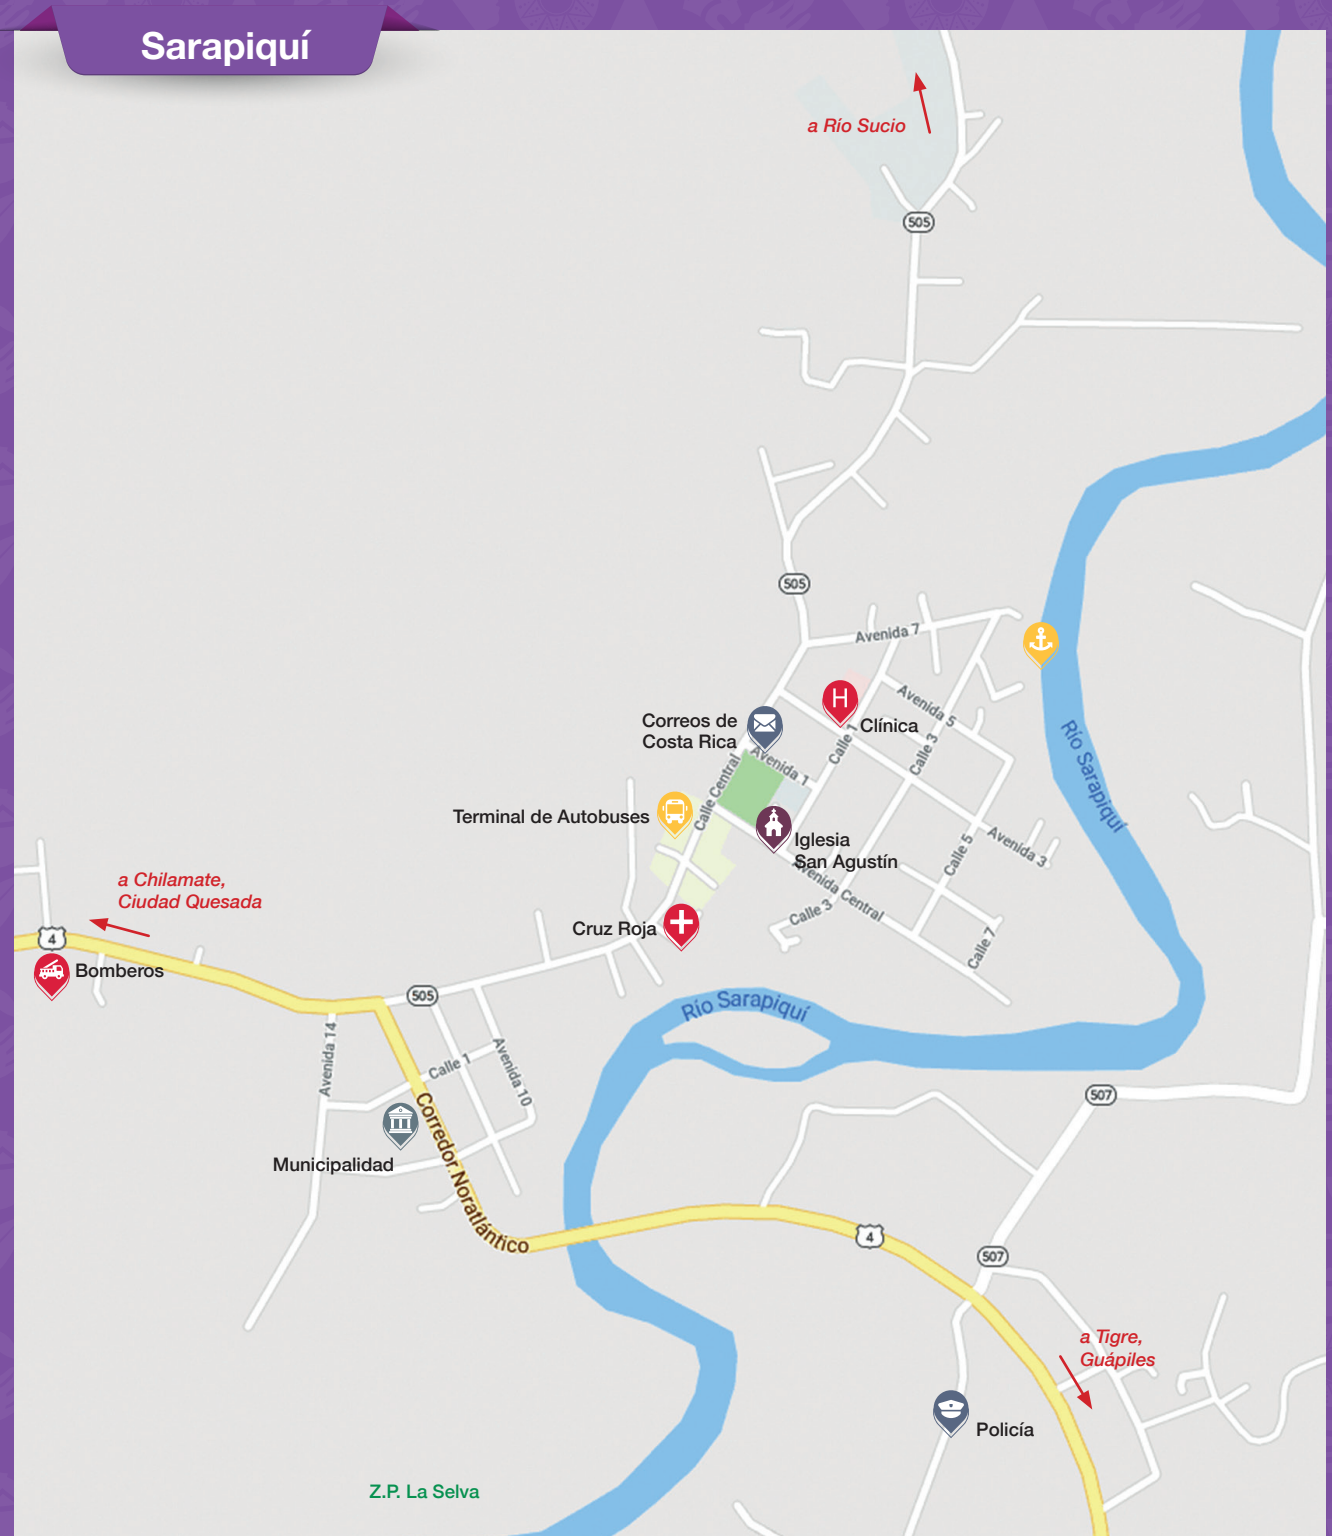 Sarapiquí
a Río Sucio
505
505
Avenida 7
Avenida 5
Correos de
Costa Rica
Clínica
Calle 1
Calle 3
Avenida 1
Calle Central
Río Sarapiquí
Terminal de Autobuses
Iglesia
San Agustín
Avenida 3
Calle 5
Avenida Central
a Chilamate,
Ciudad Quesada
Calle 3
Cruz Roja
Calle 7
4
Bomberos
505
Río Sarapiquí
Avenida 14
Calle 1
Avenida 10
507
Corredor Noratlántico
Municipalidad
4
507
a Tigre,
Guápiles
Policía
Z.P. La Selva
H